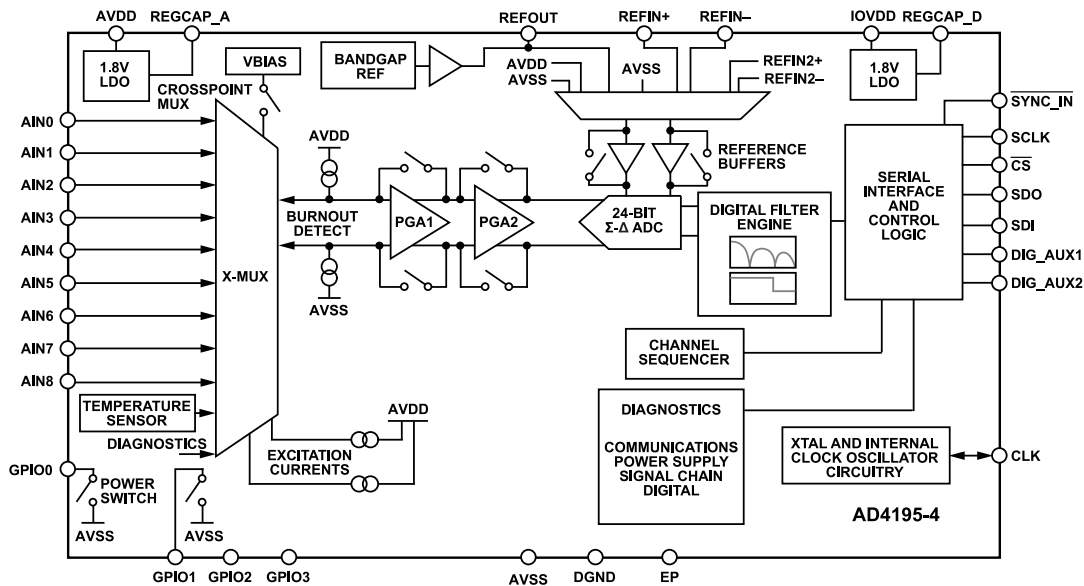 AVDD
REGCAP_A
REFOUT
REFIN+
REFIN–
IOVDD
REGCAP_D
1.8V
LDO
VBIAS
CROSSPOINT
MUX
BANDGAP
REF
AVDD
AVSS
AVSS
REFIN2+
REFIN2–
1.8V
LDO
AIN0
AIN1
AIN2
AIN3
AIN4
AIN5
AIN6
AIN7
AIN8
X-MUX
AVDD
BURNOUT
DETECT
AVSS
PGA1
PGA2
REFERENCE
BUFFERS
24-BIT
Σ-Δ ADC
DIGITAL FILTER
ENGINE
SERIAL
INTERFACE
AND
CONTROL
LOGIC
SYNC_IN
SCLK
CS
SDO
SDI
DIG_AUX1
DIG_AUX2
CHANNEL
SEQUENCER
TEMPERATURE
SENSOR
DIAGNOSTICS
AVDD
EXCITATION
CURRENTS
DIAGNOSTICS
COMMUNICATIONS
POWER SUPPLY
SIGNAL CHAIN
DIGITAL
XTAL AND INTERNAL
CLOCK OSCILLATOR
CIRCUITRY
CLK
GPIO0
POWER
SWITCH
AVSS
AVSS
AD4195-4
GPIO1
GPIO2
GPIO3
AVSS
DGND
EP